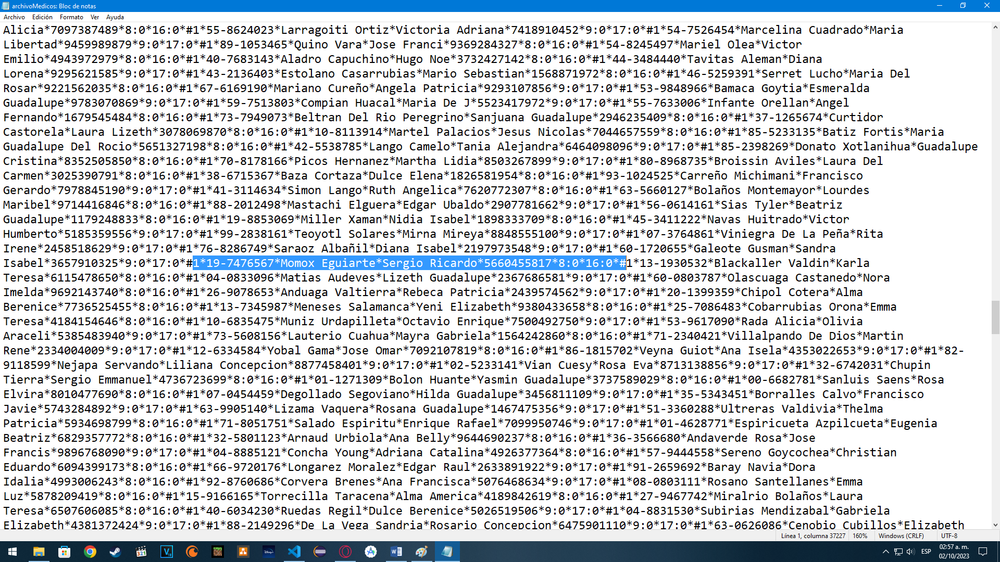 archivoMedicos: Bloc de notas
Archivo Edición Formato Ver Ayuda
Alicia*7097387489*8:0*16:0*#1*55-8624023*Larragoiti Ortiz*Victoria Adriana*7418910452*9:0*17:0*#1*54-7526454*Marcelina Cuadrado*Maria
Libertad*9459989879*9:0*17:0*#1*89-1053465*Quino Vara*Jose Franci*9369284327*8:0*16:0*#1*54-8245497*Mariel Olea*Victor
Emilio*4943972979*8:0*16:0*#1*40-7683143*Aladro Capuchino*Hugo Noe*3732427142*8:0*16:0*#1*44-3484440*Tavitas Aleman*Diana
Lorena*9295621585*9:0*17:0*#1*43-2136403*Estolano Casarrubias*Mario Sebastian*1568871972*8:0*16:0*#1*46-5259391*Serret Lucho*Maria Del
Rosar*9221562035*8:0*16:0*#1*67-6169190*Mariano Cureño*Angela Patricia*9293107856*9:0*17:0*#1*53-9848966*Bamaca Goytia*Esmeralda
Guadalupe*9783070869*9:0*17:0*#1*59-7513803*Compian Huacal*Maria De J*5523417972*9:0*17:0*#1*55-7633006*Infante Orellan*Angel
Fernando*1679545484*8:0*16:0*#1*73-7949073*Beltran Del Rio Peregrino*Sanjuana Guadalupe*2946235409*8:0*16:0*#1*37-1265674*Curtidor
Castorela*Laura Lizeth*3078069870*8:0*16:0*#1*10-8113914*Martel Palacios*Jesus Nicolas*7044657559*8:0*16:0*#1*85-5233135*Batiz Fortis*Maria
Guadalupe Del Rocio*5651327198*8:0*16:0*#1*42-5538785*Lango Camelo*Tania Alejandra*6464098096*9:0*17:0*#1*85-2398269*Donato Xotlanihua*Guadalupe
Cristina*8352505850*8:0*16:0*#1*70-8178166*Picos Hernanez*Martha Lidia*8503267899*9:0*17:0*#1*80-8968735*Broissin Aviles*Laura Del
Carmen*3025390791*8:0*16:0*#1*38-6715367*Baza Cortaza*Dulce Elena*1826581954*8:0*16:0*#1*93-1024525*Carreño Michimani*Francisco
Gerardo*7978845190*9:0*17:0*#1*41-3114634*Simon Lango*Ruth Angelica*7620772307*8:0*16:0*#1*63-5660127*Bolaños Montemayor*Lourdes
Maribel*9714416846*8:0*16:0*#1*88-2012498*Mastachi Elguera*Edgar Ubaldo*2907781662*9:0*17:0*#1*56-0614161*Sias Tyler*Beatriz
Guadalupe*1179248833*8:0*16:0*#1*19-8853069*Miller Xaman*Nidia Isabel*1898333709*8:0*16:0*#1*45-3411222*Navas Huitrado*Victor
Humberto*5185359556*9:0*17:0*#1*99-2838161*Teoyotl Solares*Mirna Mireya*8848555100*9:0*17:0*#1*07-3764861*Viniegra De La Peña*Rita
Irene*2458518629*9:0*17:0*#1*76-8286749*Saraoz Albañil*Diana Isabel*2197973548*9:0*17:0*#1*60-1720655*Galeote Gusman*Sandra
Isabel*3657910325*9:0*17:0*#1*19-7476567*Momox Eguiarte*Sergio Ricardo*5660455817*8:0*16:0*#1*13-1930532*Blackaller Valdin*Karla
Teresa*6115478650*8:0*16:0*#1*04-0833096*Matias Audeves*Lizeth Guadalupe*2367686581*9:0*17:0*#1*60-0803787*Olascuaga Castanedo*Nora
Imelda*9692143740*8:0*16:0*#1*26-9078653*Anduaga Valtierra*Rebeca Patricia*2439574562*9:0*17:0*#1*20-1399359*Chipol Cotera*Alma
Berenice*7736525455*8:0*16:0*#1*13-7345987*Meneses Salamanca*Yeni Elizabeth*9380433658*8:0*16:0*#1*25-7086483*Cobarrubias Orona*Emma
Teresa*4184154646*8:0*16:0*#1*10-6835475*Muniz Urdapilleta*Octavio Enrique*7500492750*9:0*17:0*#1*53-9617090*Rada Alicia*Olivia
Araceli*5385483940*9:0*17:0*#1*73-5608156*Lauterio Cuahua*Mayra Gabriela*1564242860*8:0*16:0*#1*71-2340421*Villalpando De Dios*Martin
Rene*2334004009*9:0*17:0*#1*12-6334584*Yobal Gama*Jose Omar*7092107819*8:0*16:0*#1*86-1815702*Veyna Guiot*Ana Isela*4353022653*9:0*17:0*#1*82-
9118599*Nejapa Servando*Liliana Concepcion*8877458401*9:0*17:0*#1*02-5233141*Vian Cuesy*Rosa Eva*8713138856*9:0*17:0*#1*32-6742031*Chupin
Tierra*Sergio Emmanuel*4736723699*8:0*16:0*#1*01-1271309*Bolon Huante*Yasmin Guadalupe*3737589029*8:0*16:0*#1*00-6682781*Sanluis Saens*Rosa
Elvira*8010477690*8:0*16:0*#1*07-0454459*Degollado Segoviano*Hilda Guadalupe*3456811109*9:0*17:0*#1*35-5343451*Borralles Calvo*Francisco
Javie*5743284892*9:0*17:0*#1*63-9905140*Lizama Vaquera*Rosana Guadalupe*1467475356*9:0*17:0*#1*51-3360288*Ultreras Valdivia*Thelma
Patricia*5934698799*8:0*16:0*#1*71-8051751*Salado Espiritu*Enrique Rafael*7099950746*9:0*17:0*#1*01-4628771*Espiricueta Azpilcueta*Eugenia
Beatriz*6829357772*8:0*16:0*#1*32-5801123*Arnaud Urbiola*Ana Belly*9644690237*8:0*16:0*#1*36-3566680*Andaverde Rosa*Jose
Francis*9896768090*9:0*17:0*#1*04-8885121*Concha Young*Adriana Catalina*4926377364*8:0*16:0*#1*57-9444558*Sereno Goycochea*Christian
Eduardo*6094399173*8:0*16:0*#1*66-9720176*Longarez Moralez*Edgar Raul*2633891922*9:0*17:0*#1*91-2659692*Baray Navia*Dora
Idalia*4993006243*8:0*16:0*#1*92-8760686*Corvera Brenes*Ana Francisca*5076468634*9:0*17:0*#1*08-0803111*Rosano Santellanes*Emma
Luz*5878209419*8:0*16:0*#1*15-9166165*Torrecilla Taracena*Alma America*4189842619*8:0*16:0*#1*27-9467742*Miralrio Bolaños*Laura
Teresa*6507606085*8:0*16:0*#1*40-6034230*Ruedas Regil*Dulce Berenice*5026519506*9:0*17:0*#1*04-8831530*Subirias Mendizabal*Gabriela
Elizabeth*4381372424*9:0*17:0*#1*88-2149296*De La Vega Sandria*Rosario Concepcion*6475901110*9:0*17:0*#1*63-0626086*Cenobio Cubillos*Elizabeth
Línea 1, columna 37227 160% Windows (CRLF) UTF-8
ESP
02:57 a. m.
02/10/2023